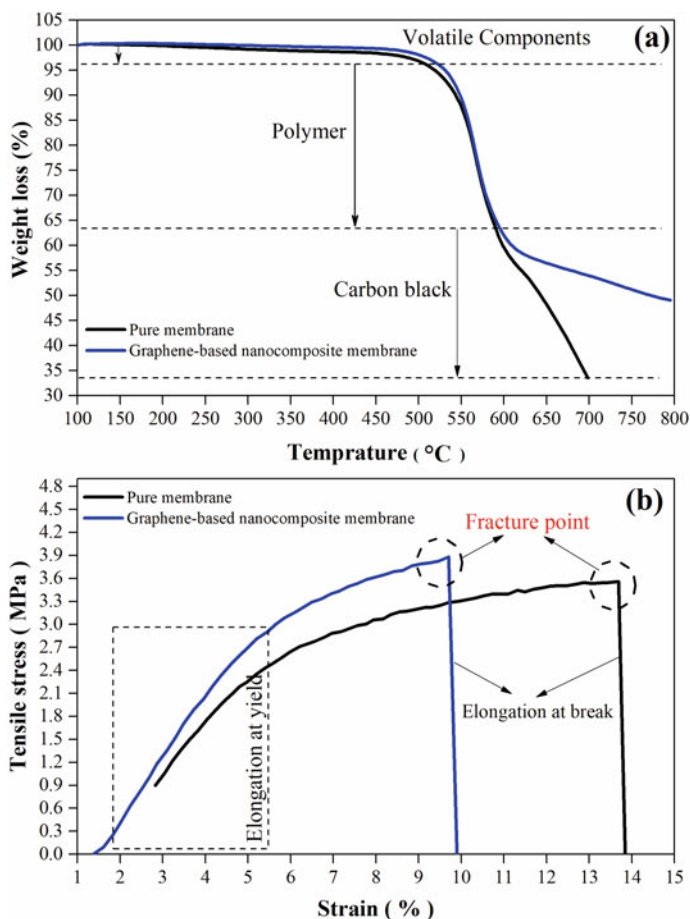 (a)
Volatile Components
Polymer
Carbon black
Pure membrane
Graphene-based nanocomposite membrane
Weight loss (%)
100
100
95
90
85
80
75
70
65
60
55
50
45
40
35
30
100 150 200 250 300 350 400 450 500 550 600 700 700 800
Temprature ( °C )
(b)
Pure membrane
Graphene-based nanocomposite membrane
Fracture point
Elongation at yield
Elongation at break
Tensile stress ( MPa)
4.8
4.5
4.2
3.9
3.6
3.3
3.0
2.7
2.4
2.1
1.8
1.5
1.2
0.9
0.6
0.3
0.0
1 2 3 4 5 6 7 8 9 10 11 12 13 14 15
Strain ( % )